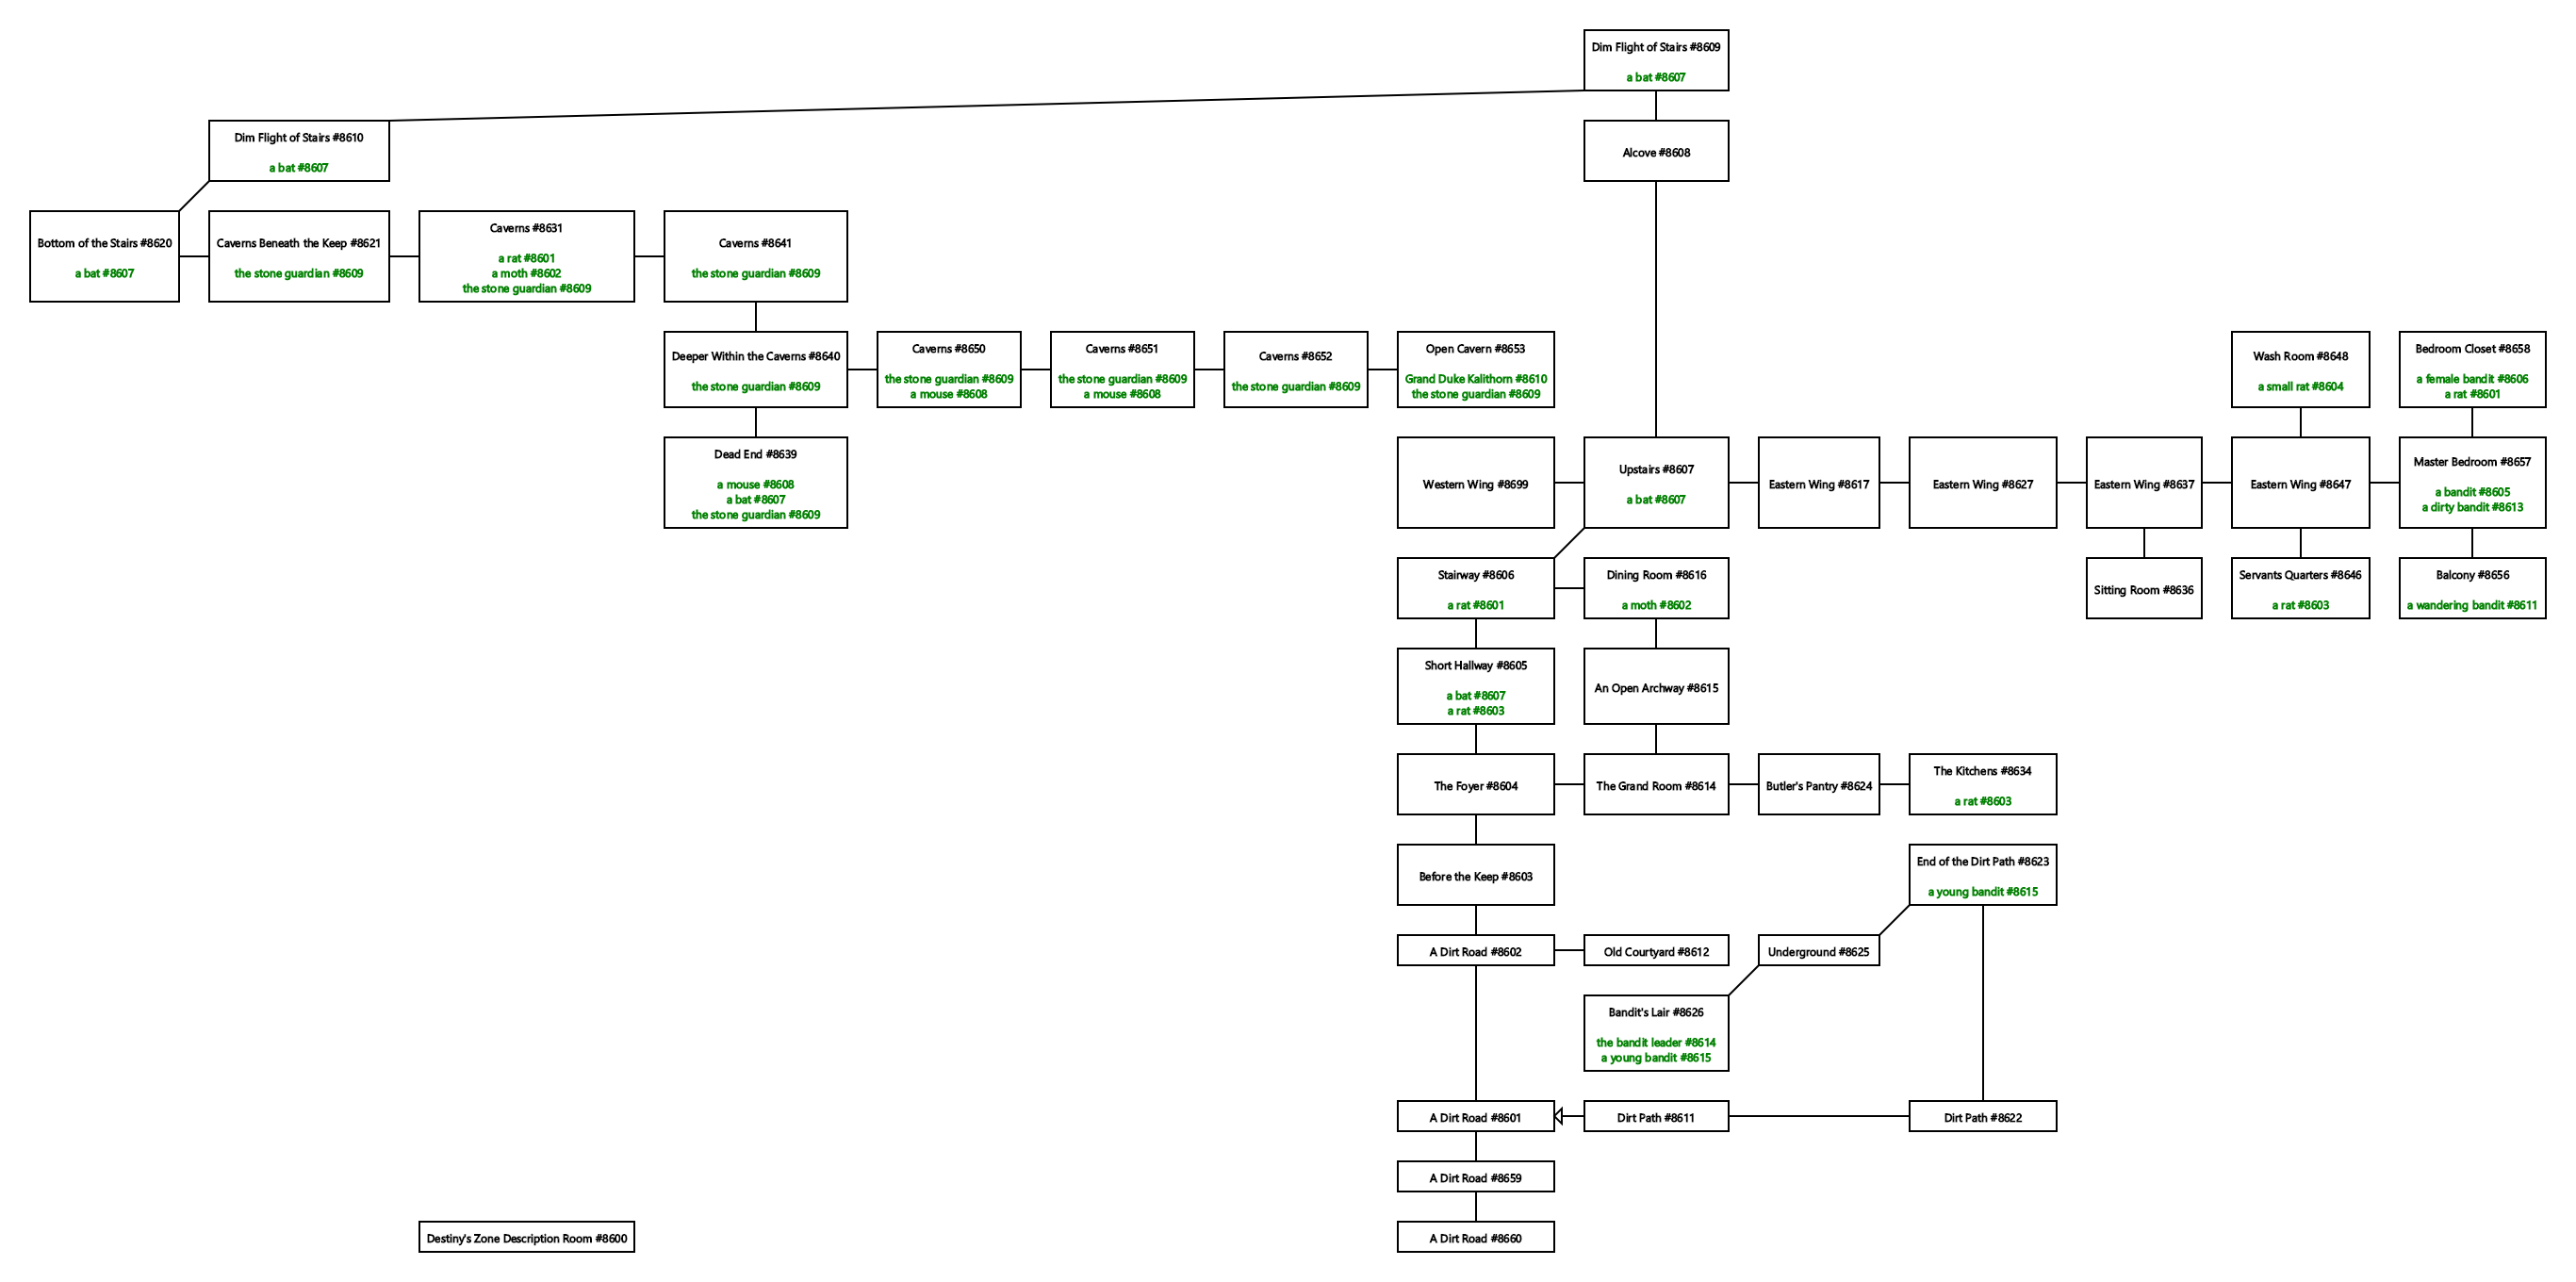 Dim Flight of Stairs #8609
a bat #8607
Dim Flight of Stairs #8610
a bat #8607
Alcove #8608
Bottom of the Stairs #8620
a bat #8607
Caverns Beneath the Keep #8621
the stone guardian #8609
Caverns #8631
a rat #8601
a moth #8602
the stone guardian #8609
Caverns #8641
the stone guardian #8609
Deeper Within the Caverns #8640
the stone guardian #8609
Caverns #8650
the stone guardian #8609
a mouse #8608
Caverns #8651
the stone guardian #8609
a mouse #8608
Caverns #8652
the stone guardian #8609
Open Cavern #8653
Grand Duke Kalithorn #8610
the stone guardian #8609
Wash Room #8648
a small rat #8604
Bedroom Closet #8658
a female bandit #8606
a rat #8601
Dead End #8639
a mouse #8608
a bat #8607
the stone guardian #8609
Western Wing #8699
Upstairs #8607
a bat #8607
Eastern Wing #8617
Eastern Wing #8627
Eastern Wing #8637
Eastern Wing #8647
Master Bedroom #8657
a bandit #8605
a dirty bandit #8613
Stairway #8606
a rat #8601
Dining Room #8616
a moth #8602
Sitting Room #8636
Servants Quarters #8646
a rat #8603
Balcony #8656
a wandering bandit #8611
Short Hallway #8605
a bat #8607
a rat #8603
An Open Archway #8615
The Foyer #8604
The Grand Room #8614
Butler's Pantry #8624
The Kitchens #8634
a rat #8603
Before the Keep #8603
End of the Dirt Path #8623
a young bandit #8615
A Dirt Road #8602
Old Courtyard #8612
Underground #8625
Bandit's Lair #8626
the bandit leader #8614
a young bandit #8615
A Dirt Road #8601
Dirt Path #8611
Dirt Path #8622
A Dirt Road #8659
Destiny's Zone Description Room #8600
A Dirt Road #8660